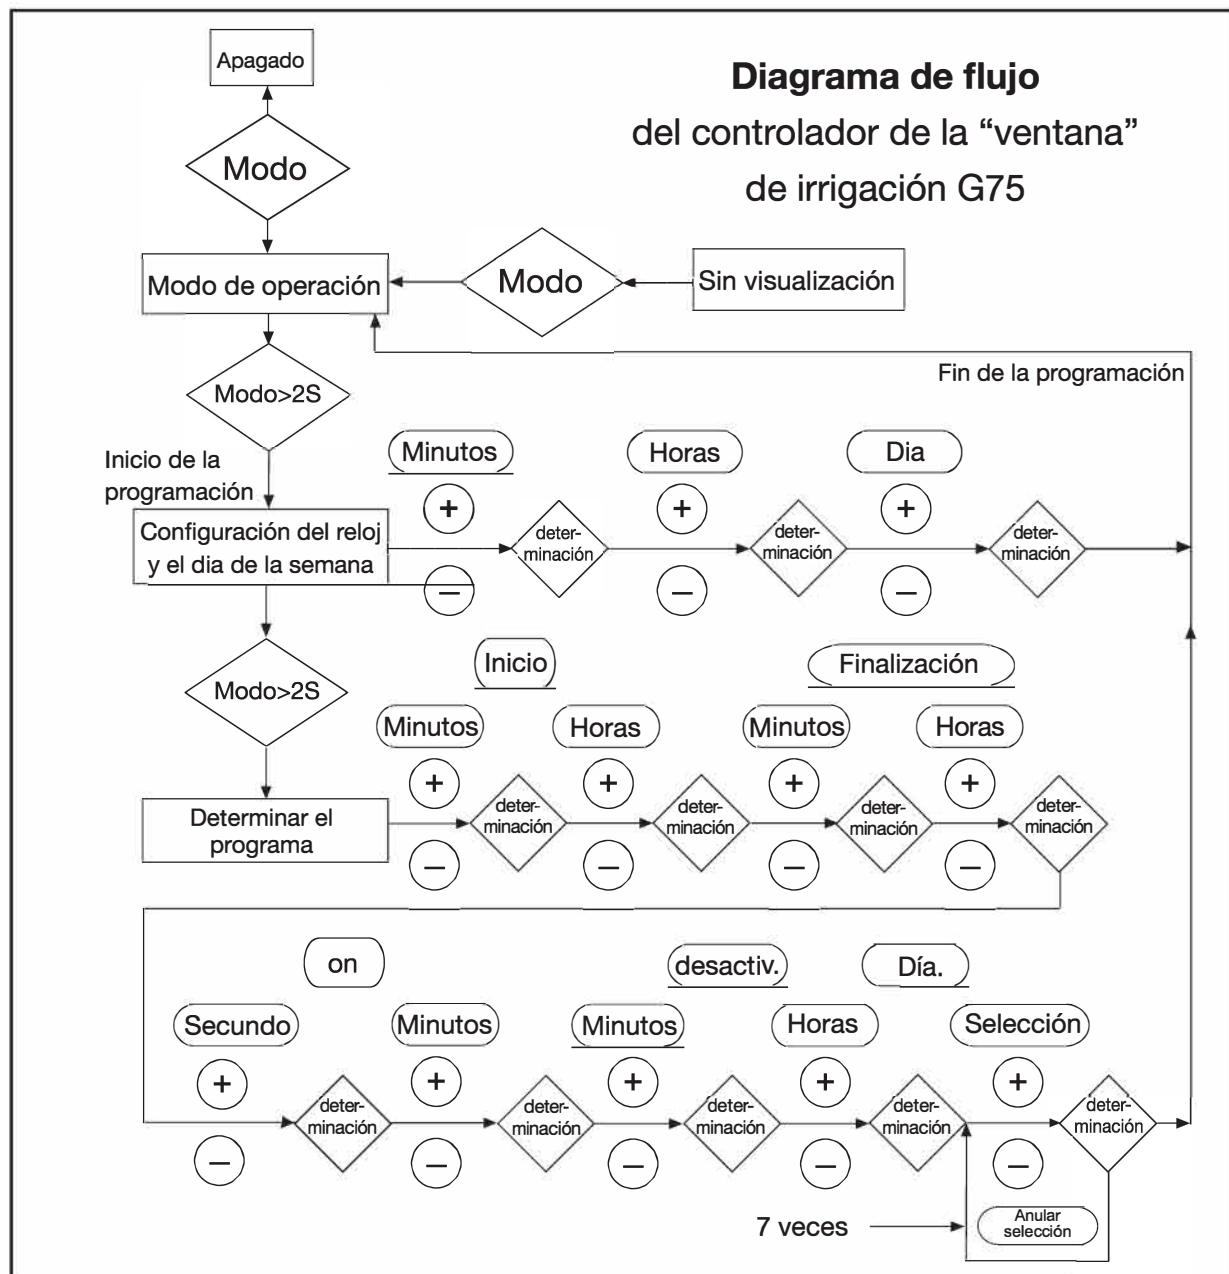 Apagado
Diagrama de flujo
del controlador de la “ventana”
de irrigación G75
Modo
Modo de operación
Modo
Sin visualización
Fin de la programación
Modo>2S
Inicio de la
programación
Minutos
Horas
Dia
+
+
+
Configuración del reloj
y el dia de la semana
deter-
minación
deter-
minación
deter-
minación
−
−
−
Modo>2S
Inicio
Finalización
Minutos
Horas
Minutos
Horas
+
+
+
+
Determinar el
programa
deter-
minación
deter-
minación
deter-
minación
deter-
minación
−
−
−
−
on
desactiv.
Día.
Secundo
Minutos
Minutos
Horas
Selección
+
+
+
+
+
deter-
minación
deter-
minación
deter-
minación
deter-
minación
deter-
minación
−
−
−
−
−
7 veces
Anular
selección